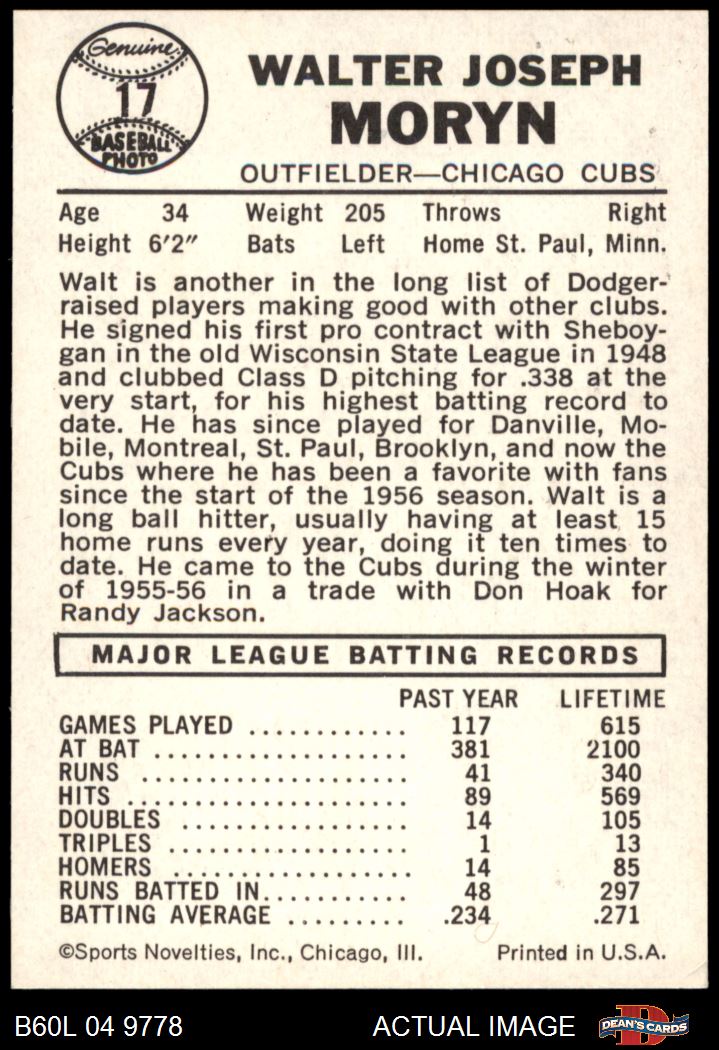 Genuine
17
BASEBALL
PHOTO
WALTER JOSEPH
MORYN
OUTFIELDER—CHICAGO CUBS
Age 34 Weight 205 Throws Right
Height 6'2" Bats Left Home St. Paul, Minn.
Walt is another in the long list of Dodger-
raised players making good with other clubs.
He signed his first pro contract with Sheboy-
gan in the old Wisconsin State League in 1948
and clubbed Class D pitching for .338 at the
very start, for his highest batting record to
date. He has since played for Danville, Mo-
bile, Montreal, St. Paul, Brooklyn, and now the
Cubs where he has been a favorite with fans
since the start of the 1956 season. Walt is a
long ball hitter, usually having at least 15
home runs every year, doing it ten times to
date. He came to the Cubs during the winter
of 1955-56 in a trade with Don Hoak for
Randy Jackson.
MAJOR LEAGUE BATTING RECORDS
PAST YEAR LIFETIME
GAMES PLAYED ............ 117 615
AT BAT .................... 381 2100
RUNS ..................... 41 340
HITS ...................... 89 569
DOUBLES ................. 14 105
TRIPLES .................. 1 13
HOMERS .................. 14 85
RUNS BATTED IN........... 48 297
BATTING AVERAGE ......... .234 .271
©Sports Novelties, Inc., Chicago, Ill. Printed in U.S.A.
B60L 04 9778 ACTUAL IMAGE DEAN'S CARDS